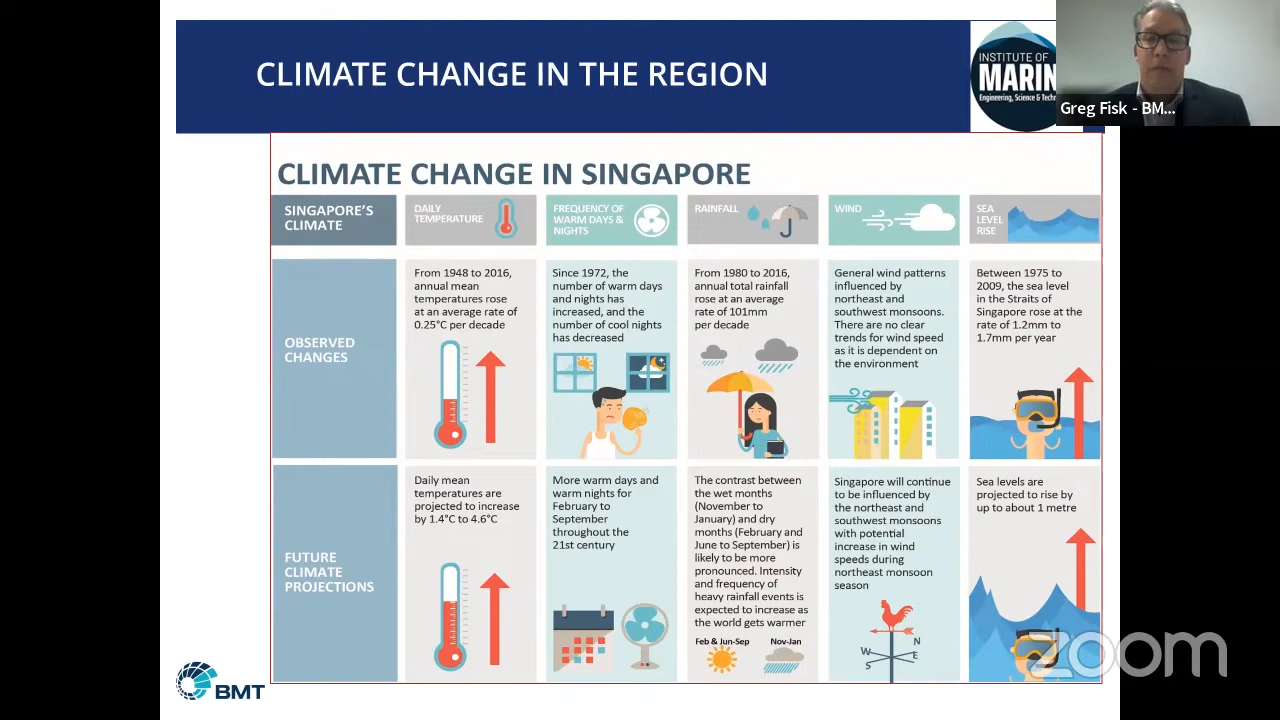 CLIMATE CHANGE IN THE REGION
INSTITUTE OF
MARIN
Engineering, Science & Techn
Greg Fisk - BM...
CLIMATE CHANGE IN SINGAPORE
SINGAPORE'S
CLIMATE
DAILY
TEMPERATURE
FREQUENCY OF
WARM DAYS &
NIGHTS
RAINFALL
WIND
SEA
LEVEL
RISE
OBSERVED
CHANGES
From 1948 to 2016,
annual mean
temperatures rose
at an average rate of
0.25°C per decade
Since 1972, the
number of warm days
and nights has
increased, and the
number of cool nights
has decreased
From 1980 to 2016,
annual total rainfall
rose at an average
rate of 101mm
per decade
General wind patterns
influenced by
northeast and
southwest monsoons.
There are no clear
trends for wind speed
as it is dependent on
the environment
Between 1975 to
2009, the sea level
in the Straits of
Singapore rose at the
rate of 1.2mm to
1.7mm per year
FUTURE
CLIMATE
PROJECTIONS
Daily mean
temperatures are
projected to increase
by 1.4°C to 4.6°C
More warm days and
warm nights for
February to
September
throughout the
21st century
The contrast between
the wet months
(November to
January) and dry
months (February and
June to September) is
likely to be more
pronounced. Intensity
and frequency of
heavy rainfall events is
expected to increase as
the world gets warmer
Feb & Jun-Sep
Nov-Jan
Singapore will continue
to be influenced by
the northeast and
southwest monsoons
with potential
increase in wind
speeds during
northeast monsoon
season
N
W
E
S
Sea levels are
projected to rise by
up to about 1 metre
zoom
BMT